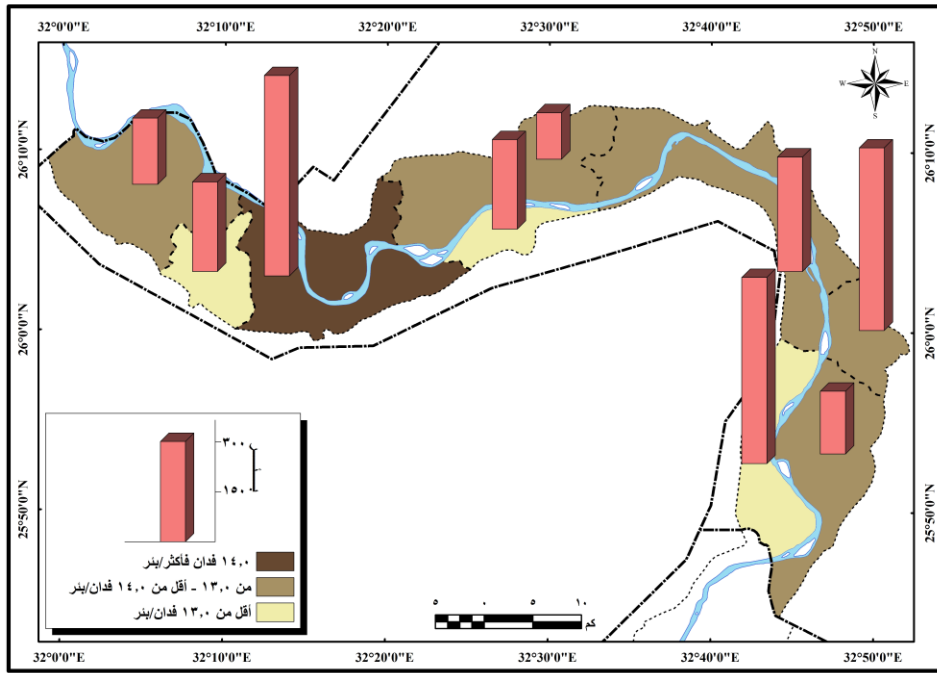 32°0'0"E 32°10'0"E 32°20'0"E 32°30'0"E 32°40'0"E 32°50'0"E
N
W E
S
26°10'0"N 26°10'0"N
26°0'0"N 26°0'0"N
25°50'0"N 25°50'0"N
٣٠٠
١٥٠
١٤,٠ فدان فأكثر/بئر
من ١٣,٠ - أقل من ١٤,٠ فدان/بئر
أقل من ١٣,٠ فدان/بئر
٥ ٠ ٥ ١٠
كم
32°0'0"E 32°10'0"E 32°20'0"E 32°30'0"E 32°40'0"E 32°50'0"E